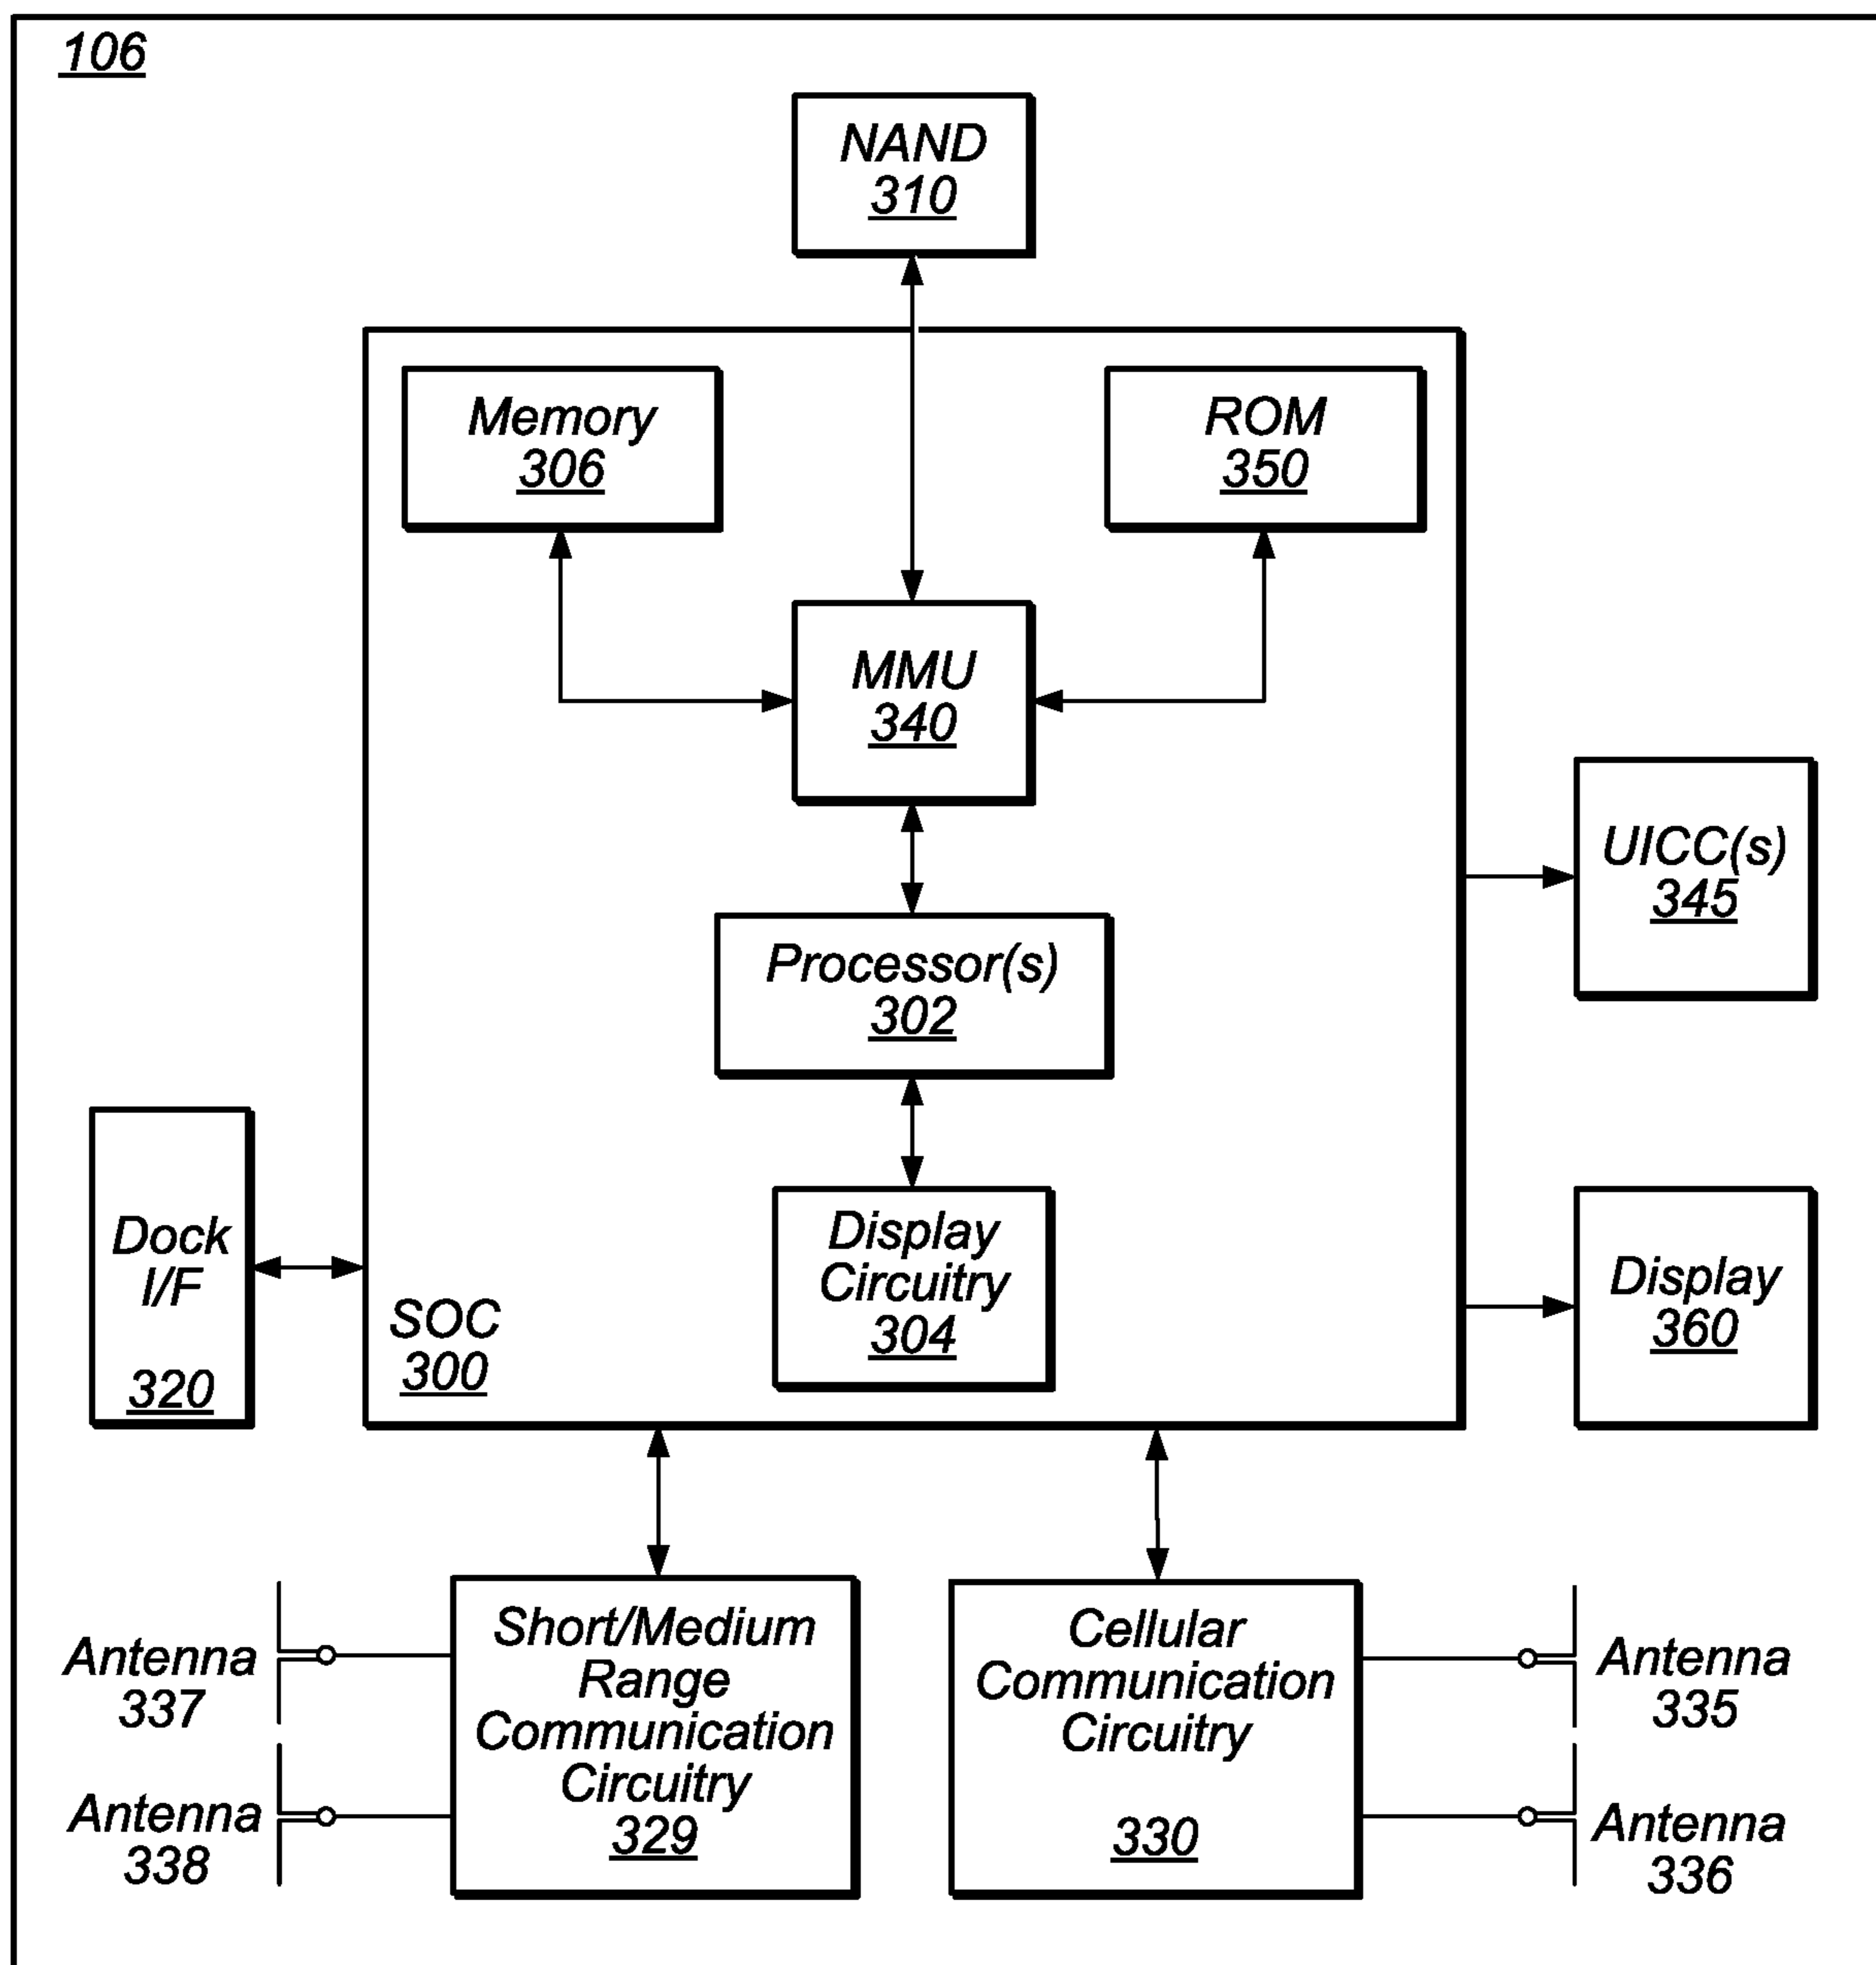 106
NAND
310
Memory
306
ROM
350
MMU
340
UICC(s)
345
Processor(s)
302
Dock
I/F
320
Display
Circuitry
304
SOC
300
Display
360
Short/Medium
Range
Communication
Circuitry
329
Cellular
Communication
Circuitry
330
Antenna
337
Antenna
338
Antenna
335
Antenna
336